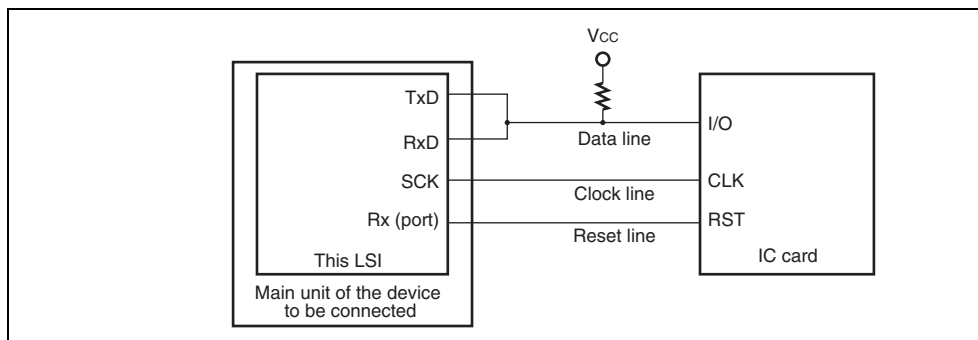 Vcc
TxD
RxD
SCK
Rx (port)
This LSI
Main unit of the device
to be connected
Data line
Clock line
Reset line
I/O
CLK
RST
IC card